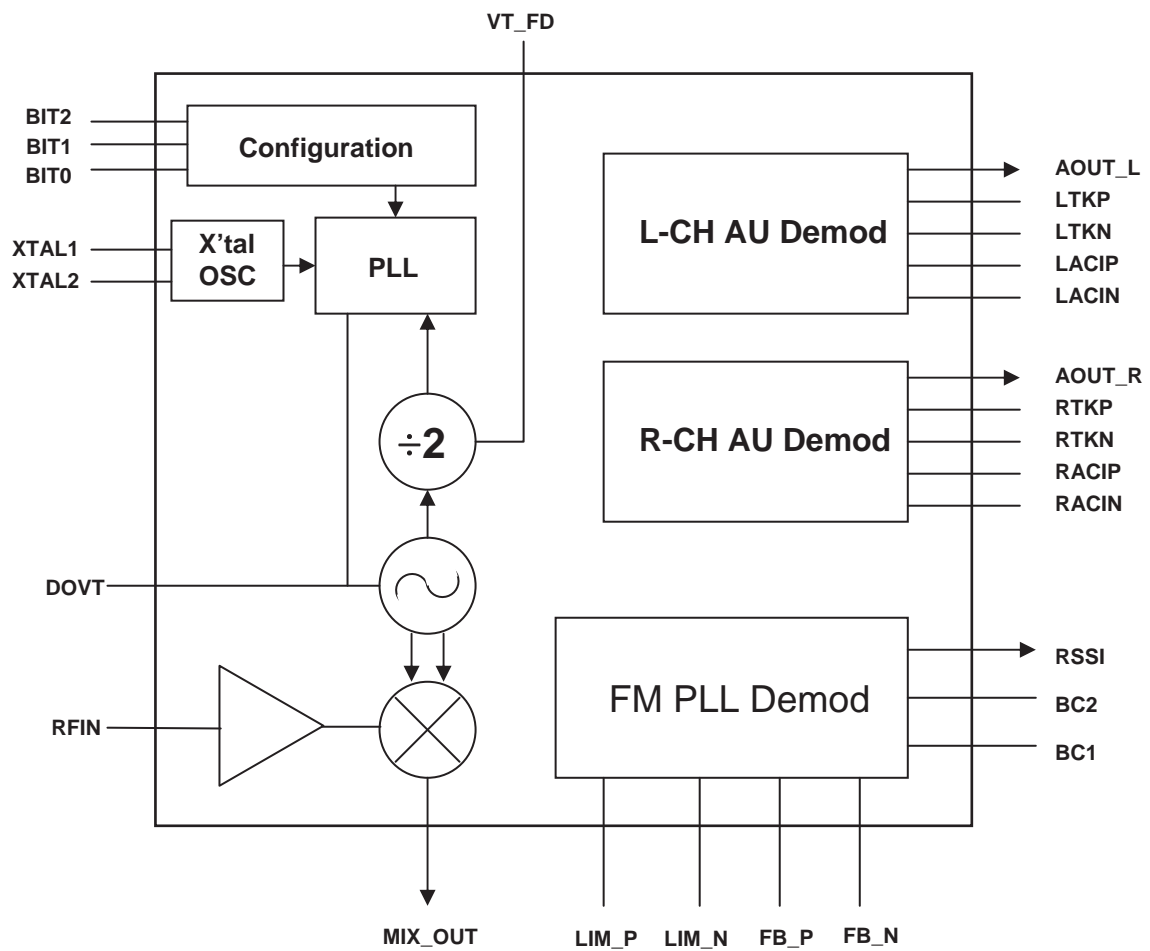 VT_FD
BIT2
BIT1
BIT0
Configuration
XTAL1
XTAL2
X'tal
OSC
PLL
÷2
DOVT
RFIN
MIX_OUT
L-CH AU Demod
AOUT_L
LTKP
LTKN
LACIP
LACIN
R-CH AU Demod
AOUT_R
RTKP
RTKN
RACIP
RACIN
FM PLL Demod
RSSI
BC2
BC1
LIM_P
LIM_N
FB_P
FB_N